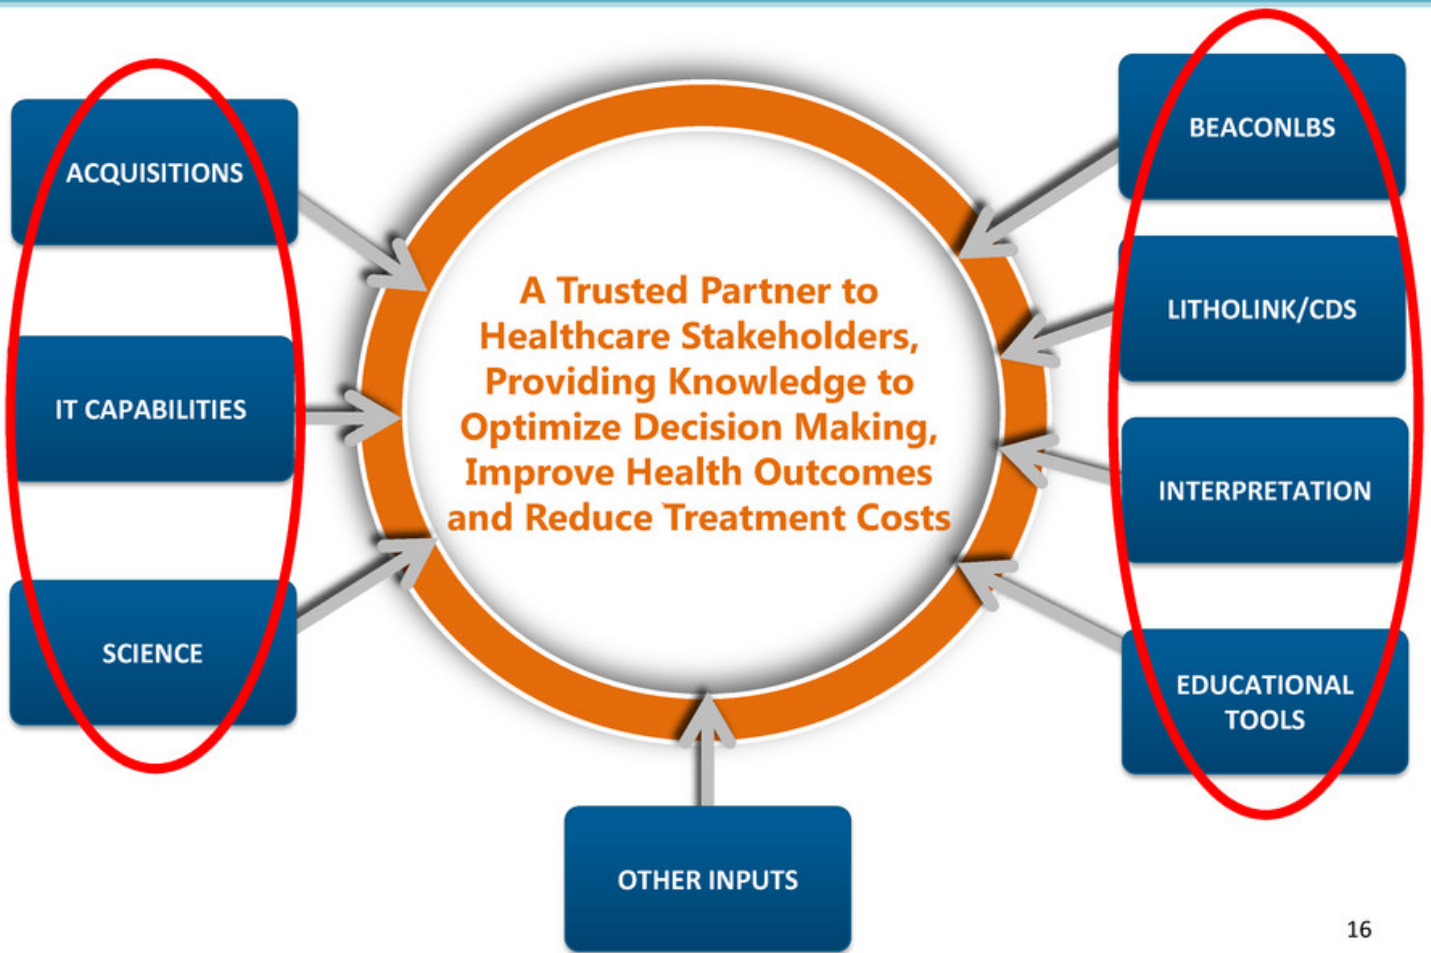 ACQUISITIONS
IT CAPABILITIES
SCIENCE
A Trusted Partner to
Healthcare Stakeholders,
Providing Knowledge to
Optimize Decision Making,
Improve Health Outcomes
and Reduce Treatment Costs
BEACONLBS
LITHOLINK/CDS
INTERPRETATION
EDUCATIONAL
TOOLS
OTHER INPUTS
16